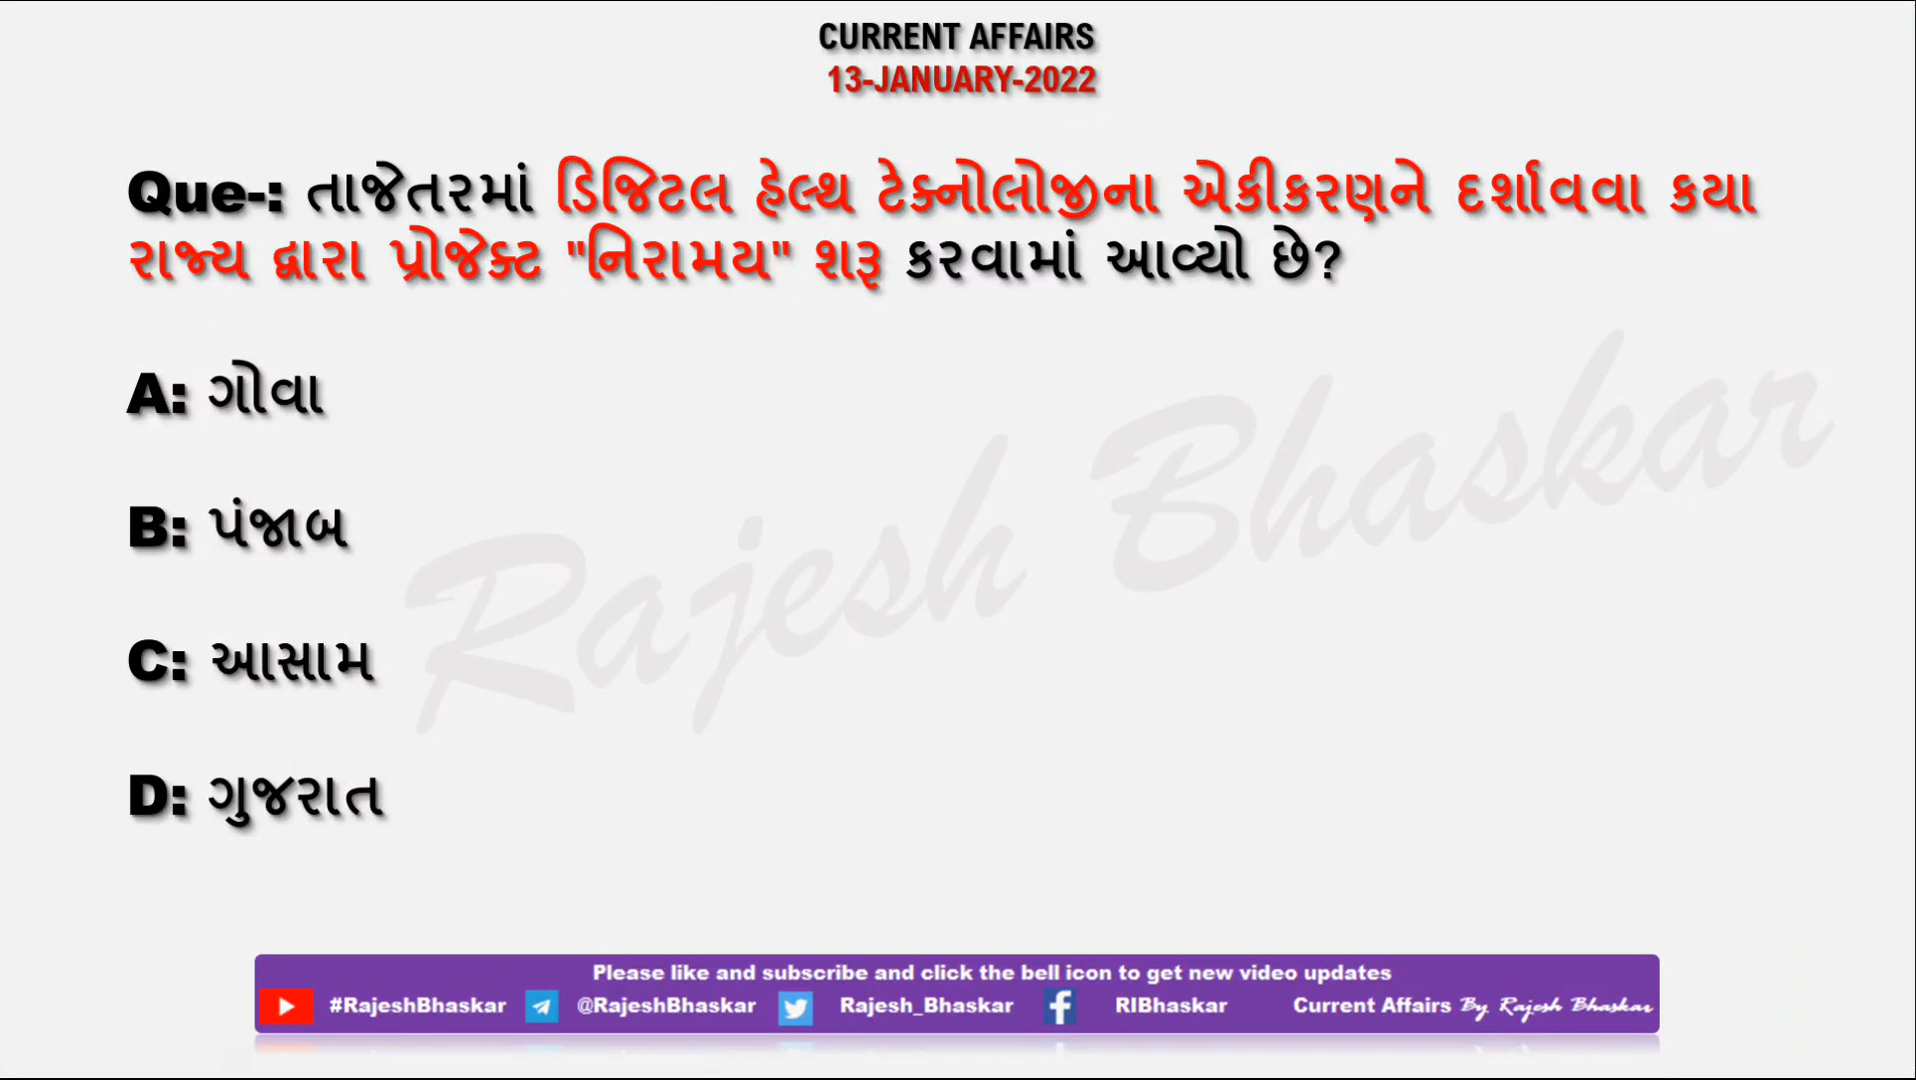 CURRENT AFFAIRS
13-JANUARY-2022
Que-: તાજેતરમાં ડિજિટલ હેલ્થ ટેક્નોલોજીના એકીકરણને દર્શાવવા કયા
રાજ્ય દ્વારા પ્રોજેક્ટ "નિરામય" શરૂ કરવામાં આવ્યો છે?
A: ગોવા
B: પંજાબ
C: આસામ
D: ગુજરાત
Rajesh Bhaskar
Please like and subscribe and click the bell icon to get new video updates
#RajeshBhaskar @RajeshBhaskar Rajesh_Bhaskar f RIBhaskar Current Affairs By Rajesh Bhaskar